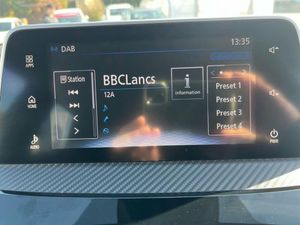 DAB
13:35
APPS
Station
BBCLancs
12A
HOME
i
information
Preset 1
Preset 2
Preset 3
Preset 4
AUDIO
PWR